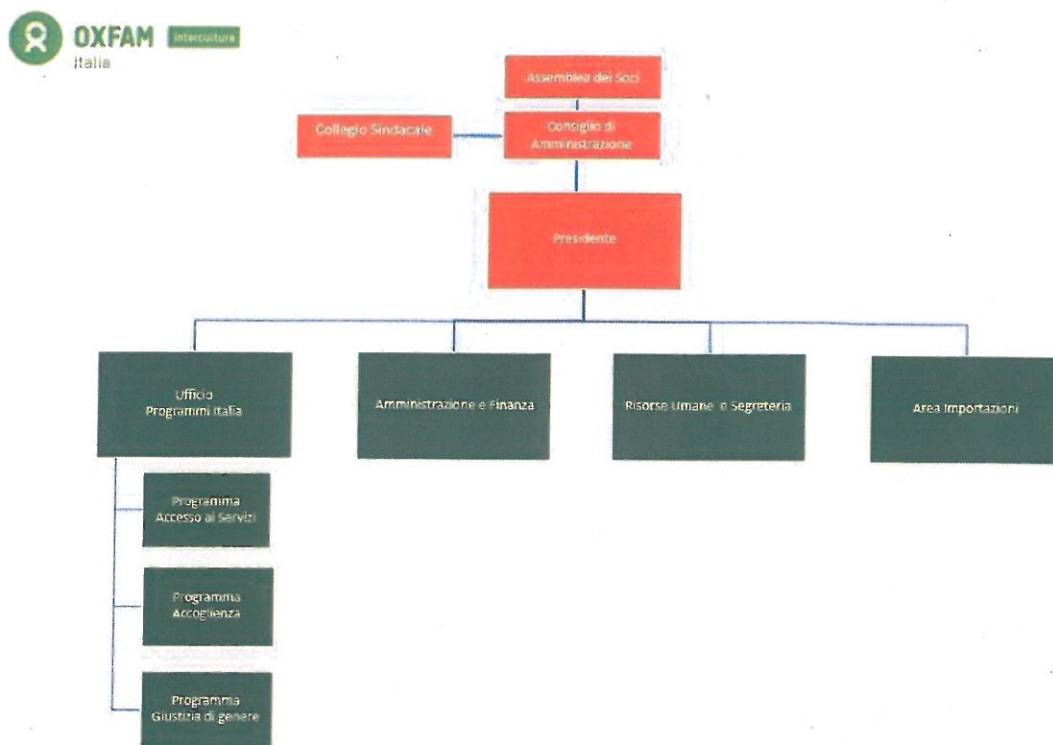 OXFAM Intercultura
Italia
Assemblea dei Soci
Collegio Sindacale
Consiglio di
Amministrazione
Presidente
Ufficio
Programmi Italia
Amministrazione e Finanza
Risorse Umane e Segreteria
Area Importazioni
Programma
Accesso ai Servizi
Programma
Accoglienza
Programma
Giustizia di genere